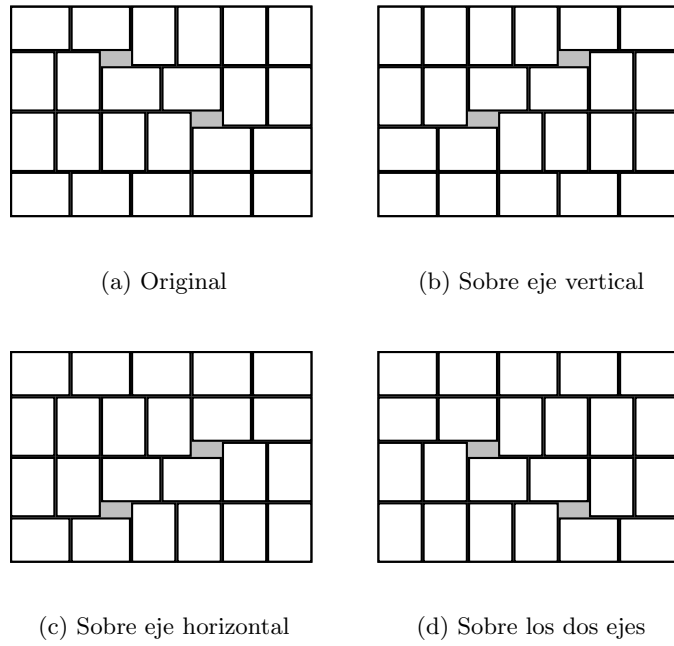 (a) Original
(b) Sobre eje vertical
(c) Sobre eje horizontal
(d) Sobre los dos ejes